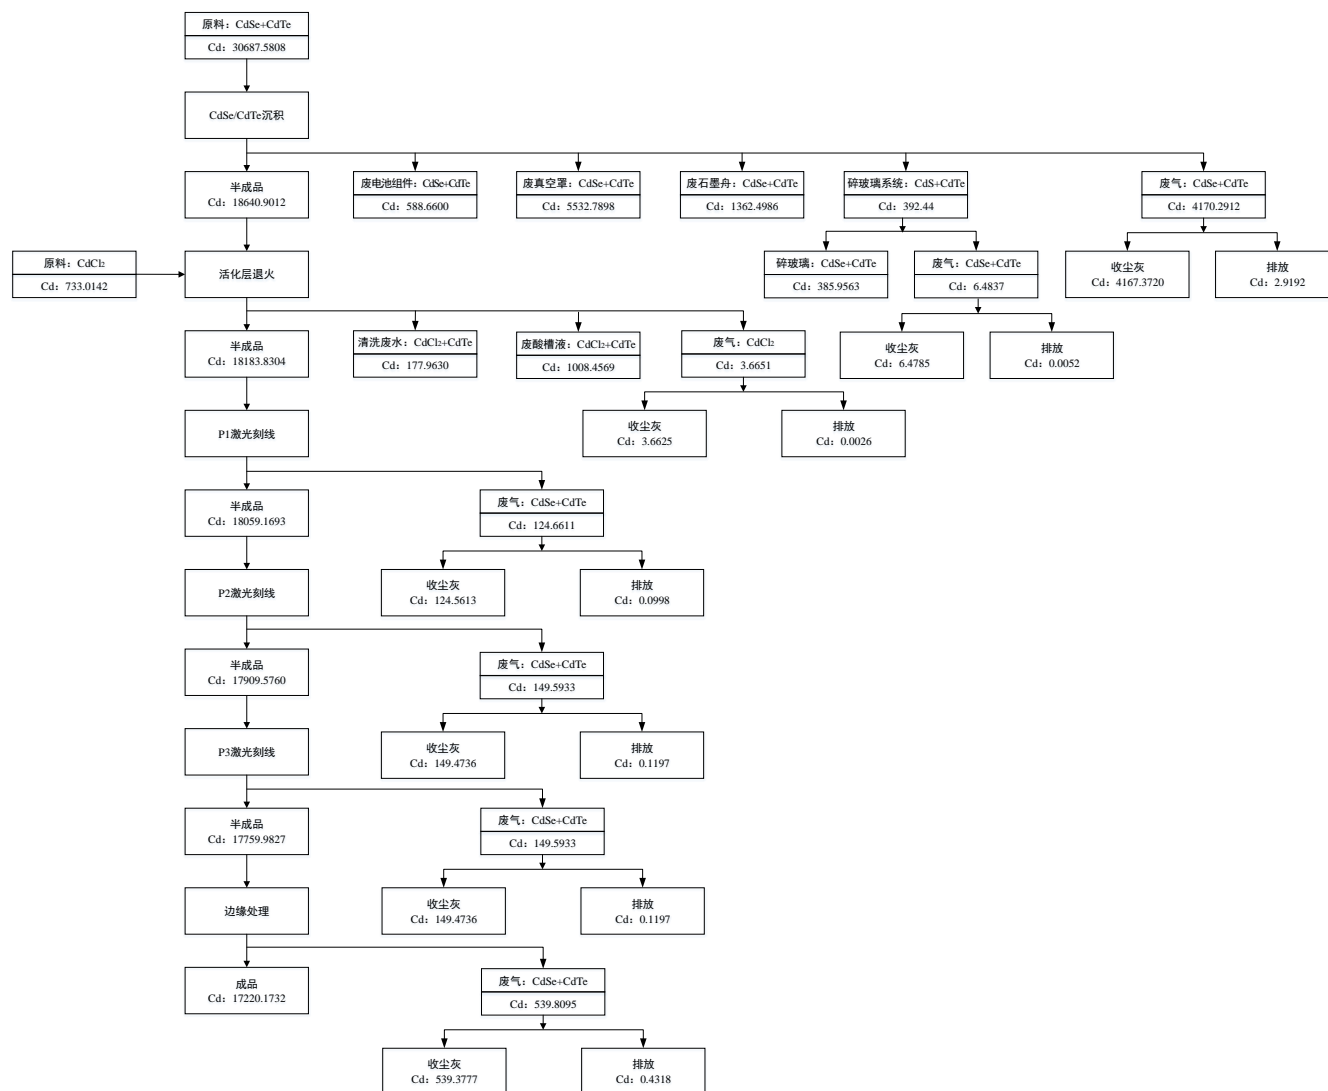 原料：CdSe+CdTe
Cd：30687.5808
CdSe/CdTe沉积
半成品
Cd：18640.9012
废电池组件：CdSe+CdTe
Cd：588.6600
废真空罩：CdSe+CdTe
Cd：5532.7898
废石墨舟：CdSe+CdTe
Cd：1362.4986
碎玻璃系统：CdS+CdTe
Cd：392.44
废气：CdSe+CdTe
Cd：4170.2912
原料：CdCl₂
Cd：733.0142
活化层退火
碎玻璃：CdSe+CdTe
Cd：385.9563
废气：CdSe+CdTe
Cd：6.4837
收尘灰
Cd：4167.3720
排放
Cd：2.9192
半成品
Cd：18183.8304
清洗废水：CdCl₂+CdTe
Cd：177.9630
废酸槽液：CdCl₂+CdTe
Cd：1008.4569
废气：CdCl₂
Cd：3.6651
收尘灰
Cd：6.4785
排放
Cd：0.0052
P1激光刻线
收尘灰
Cd：3.6625
排放
Cd：0.0026
半成品
Cd：18059.1693
废气：CdSe+CdTe
Cd：124.6611
P2激光刻线
收尘灰
Cd：124.5613
排放
Cd：0.0998
半成品
Cd：17909.5760
废气：CdSe+CdTe
Cd：149.5933
P3激光刻线
收尘灰
Cd：149.4736
排放
Cd：0.1197
半成品
Cd：17759.9827
废气：CdSe+CdTe
Cd：149.5933
边缘处理
收尘灰
Cd：149.4736
排放
Cd：0.1197
成品
Cd：17220.1732
废气：CdSe+CdTe
Cd：539.8095
收尘灰
Cd：539.3777
排放
Cd：0.4318